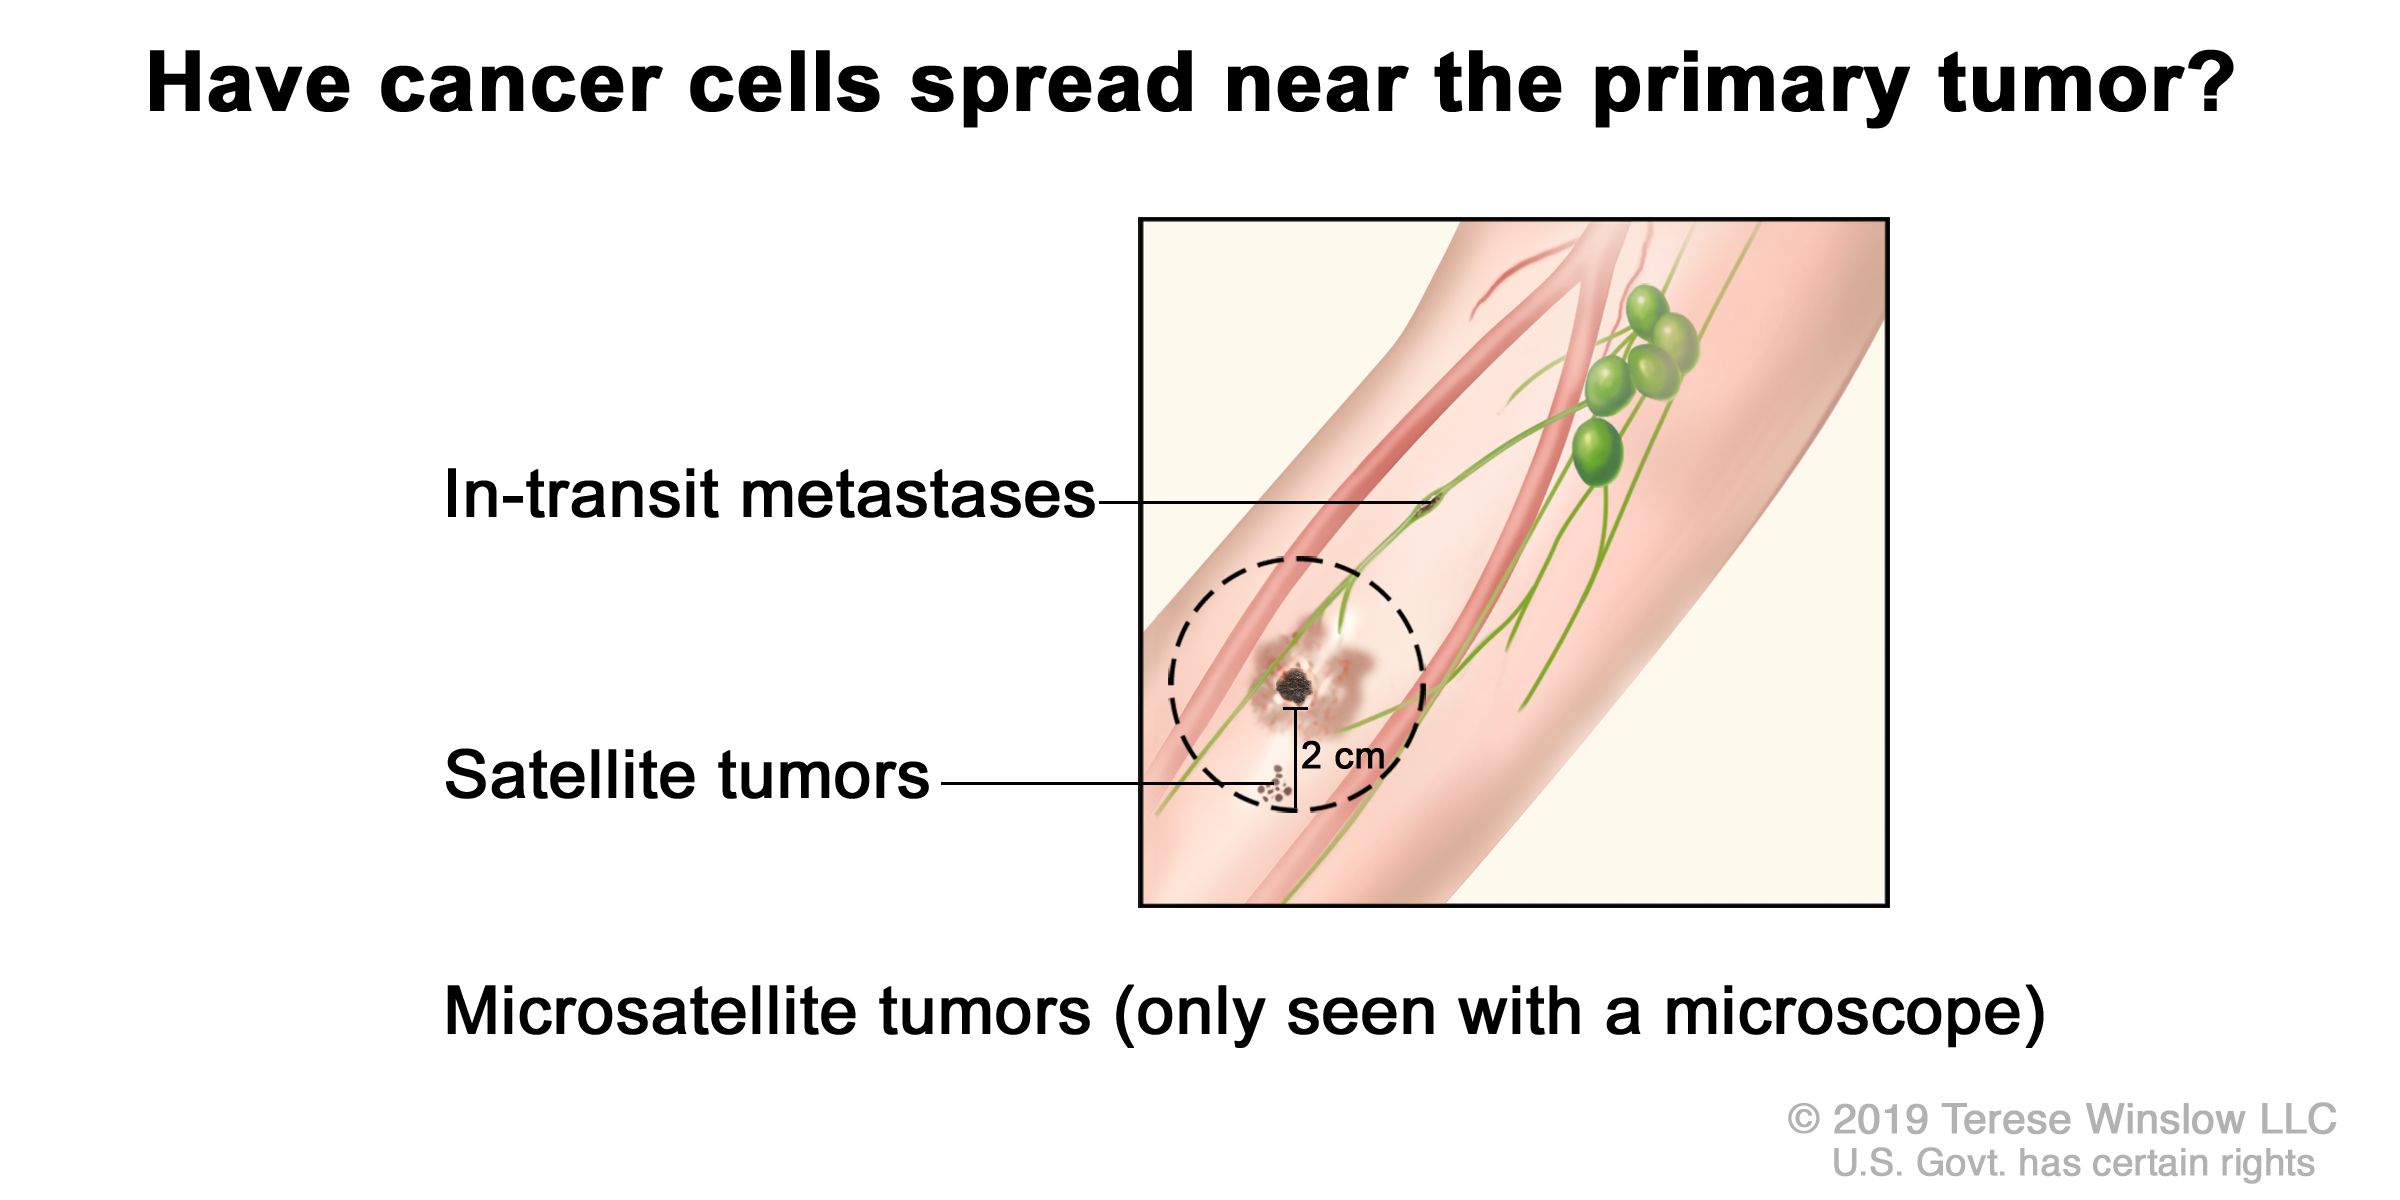 Have cancer cells spread near the primary tumor?
In-transit metastases
Satellite tumors
2 cm
Microsatellite tumors (only seen with a microscope)
© 2019 Terese Winslow LLC
U.S. Govt. has certain rights